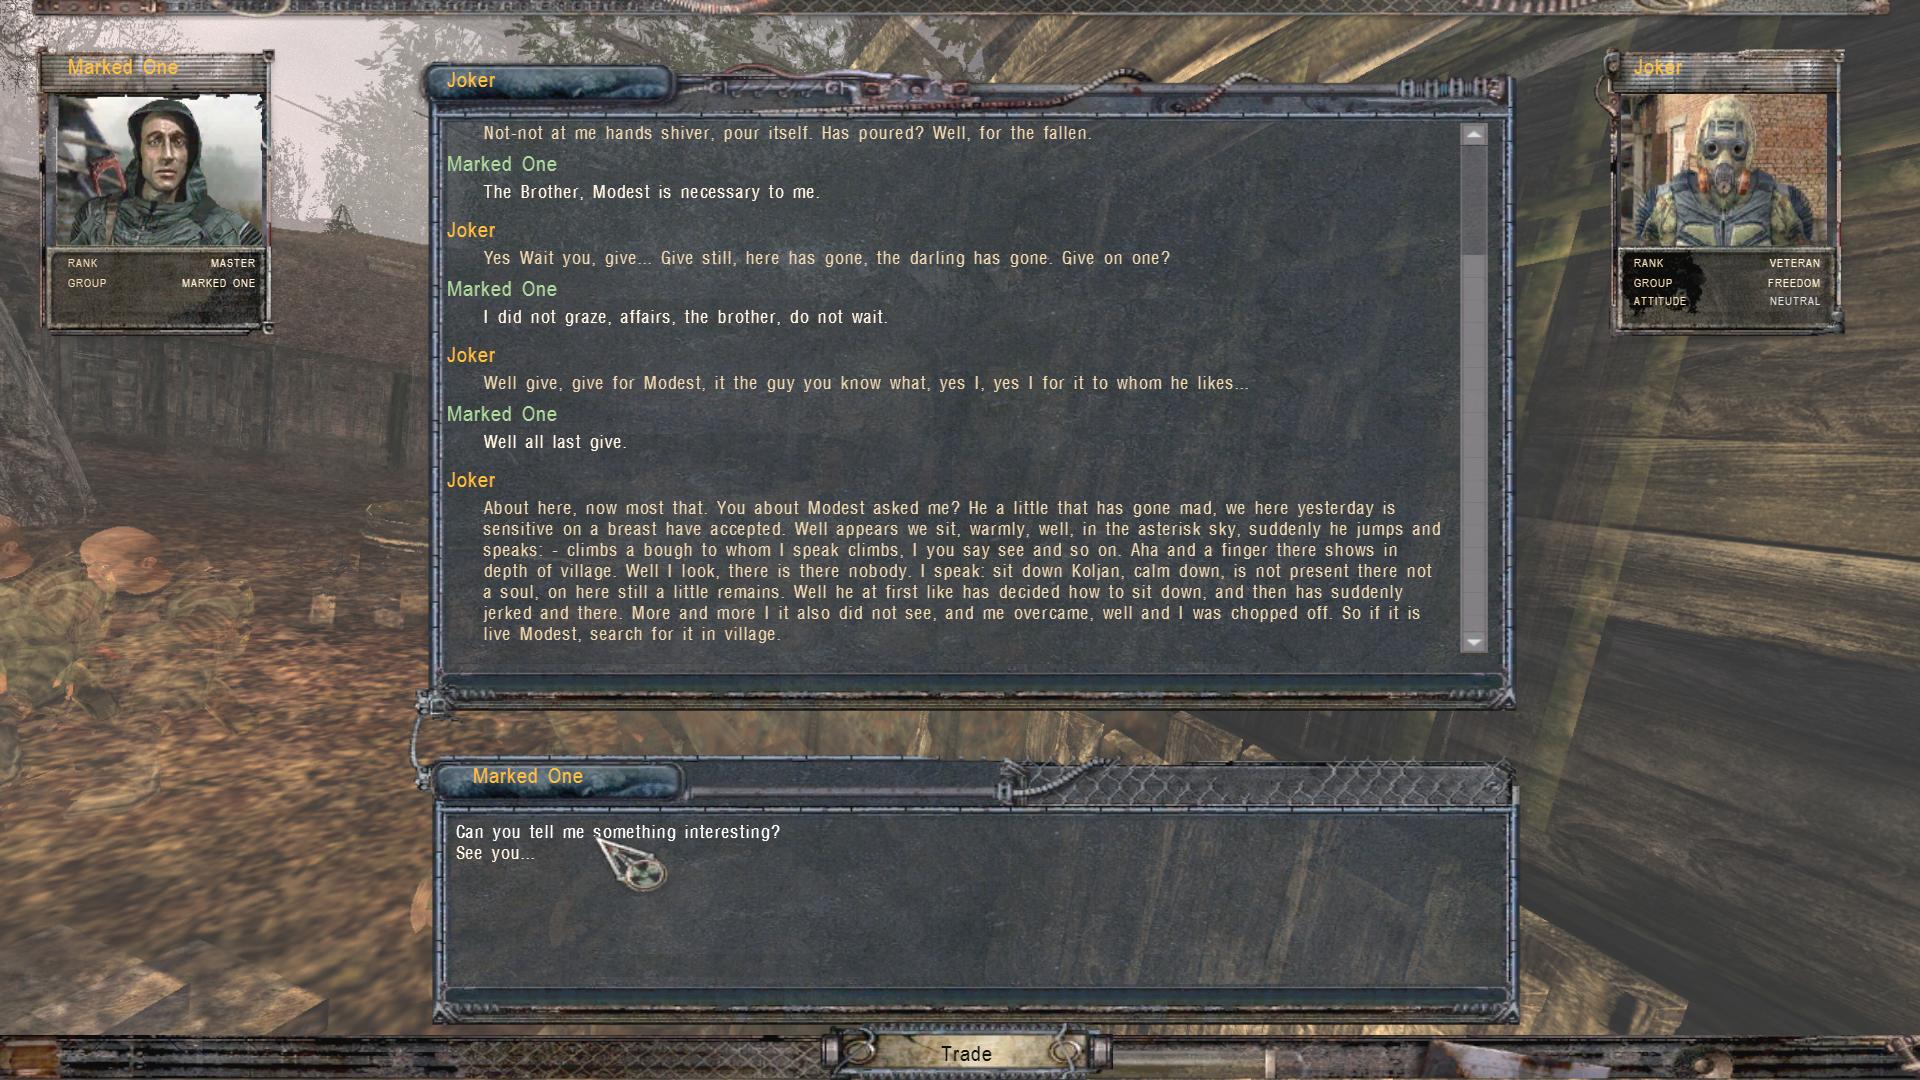 Marked One
RANK MASTER
GROUP MARKED ONE
Joker
Not-not at me hands shiver, pour itself. Has poured? Well, for the fallen.
Marked One
The Brother, Modest is necessary to me.
Joker
Yes Wait you, give... Give still, here has gone, the darling has gone. Give on one?
Marked One
I did not graze, affairs, the brother, do not wait.
Joker
Well give, give for Modest, it the guy you know what, yes I, yes I for it to whom he likes...
Marked One
Well all last give.
Joker
About here, now most that. You about Modest asked me? He a little that has gone mad, we here yesterday is
sensitive on a breast have accepted. Well appears we sit, warmly, well, in the asterisk sky, suddenly he jumps and
speaks: - climbs a bough to whom I speak climbs, I you say see and so on. Aha and a finger there shows in
depth of village. Well I look, there is there nobody. I speak: sit down Koljan, calm down, is not present there not
a soul, on here still a little remains. Well he at first like has decided how to sit down, and then has suddenly
jerked and there. More and more I it also did not see, and me overcame, well and I was chopped off. So if it is
live Modest, search for it in village.
Joker
RANK VETERAN
GROUP FREEDOM
ATTITUDE NEUTRAL
Marked One
Can you tell me something interesting?
See you...
Trade